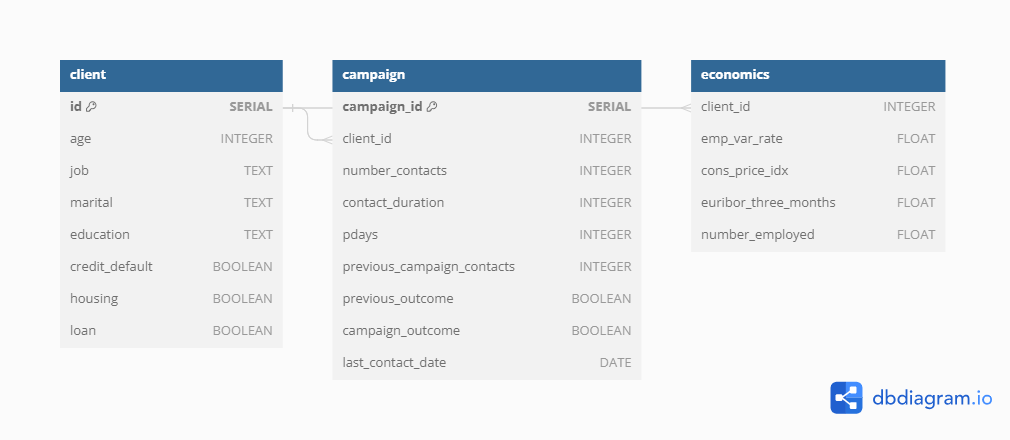 client
id SERIAL
age INTEGER
job TEXT
marital TEXT
education TEXT
credit_default BOOLEAN
housing BOOLEAN
loan BOOLEAN
campaign
campaign_id SERIAL
client_id INTEGER
number_contacts INTEGER
contact_duration INTEGER
pdays INTEGER
previous_campaign_contacts INTEGER
previous_outcome BOOLEAN
campaign_outcome BOOLEAN
last_contact_date DATE
economics
client_id INTEGER
emp_var_rate FLOAT
cons_price_idx FLOAT
euribor_three_months FLOAT
number_employed FLOAT
dbdiagram.io